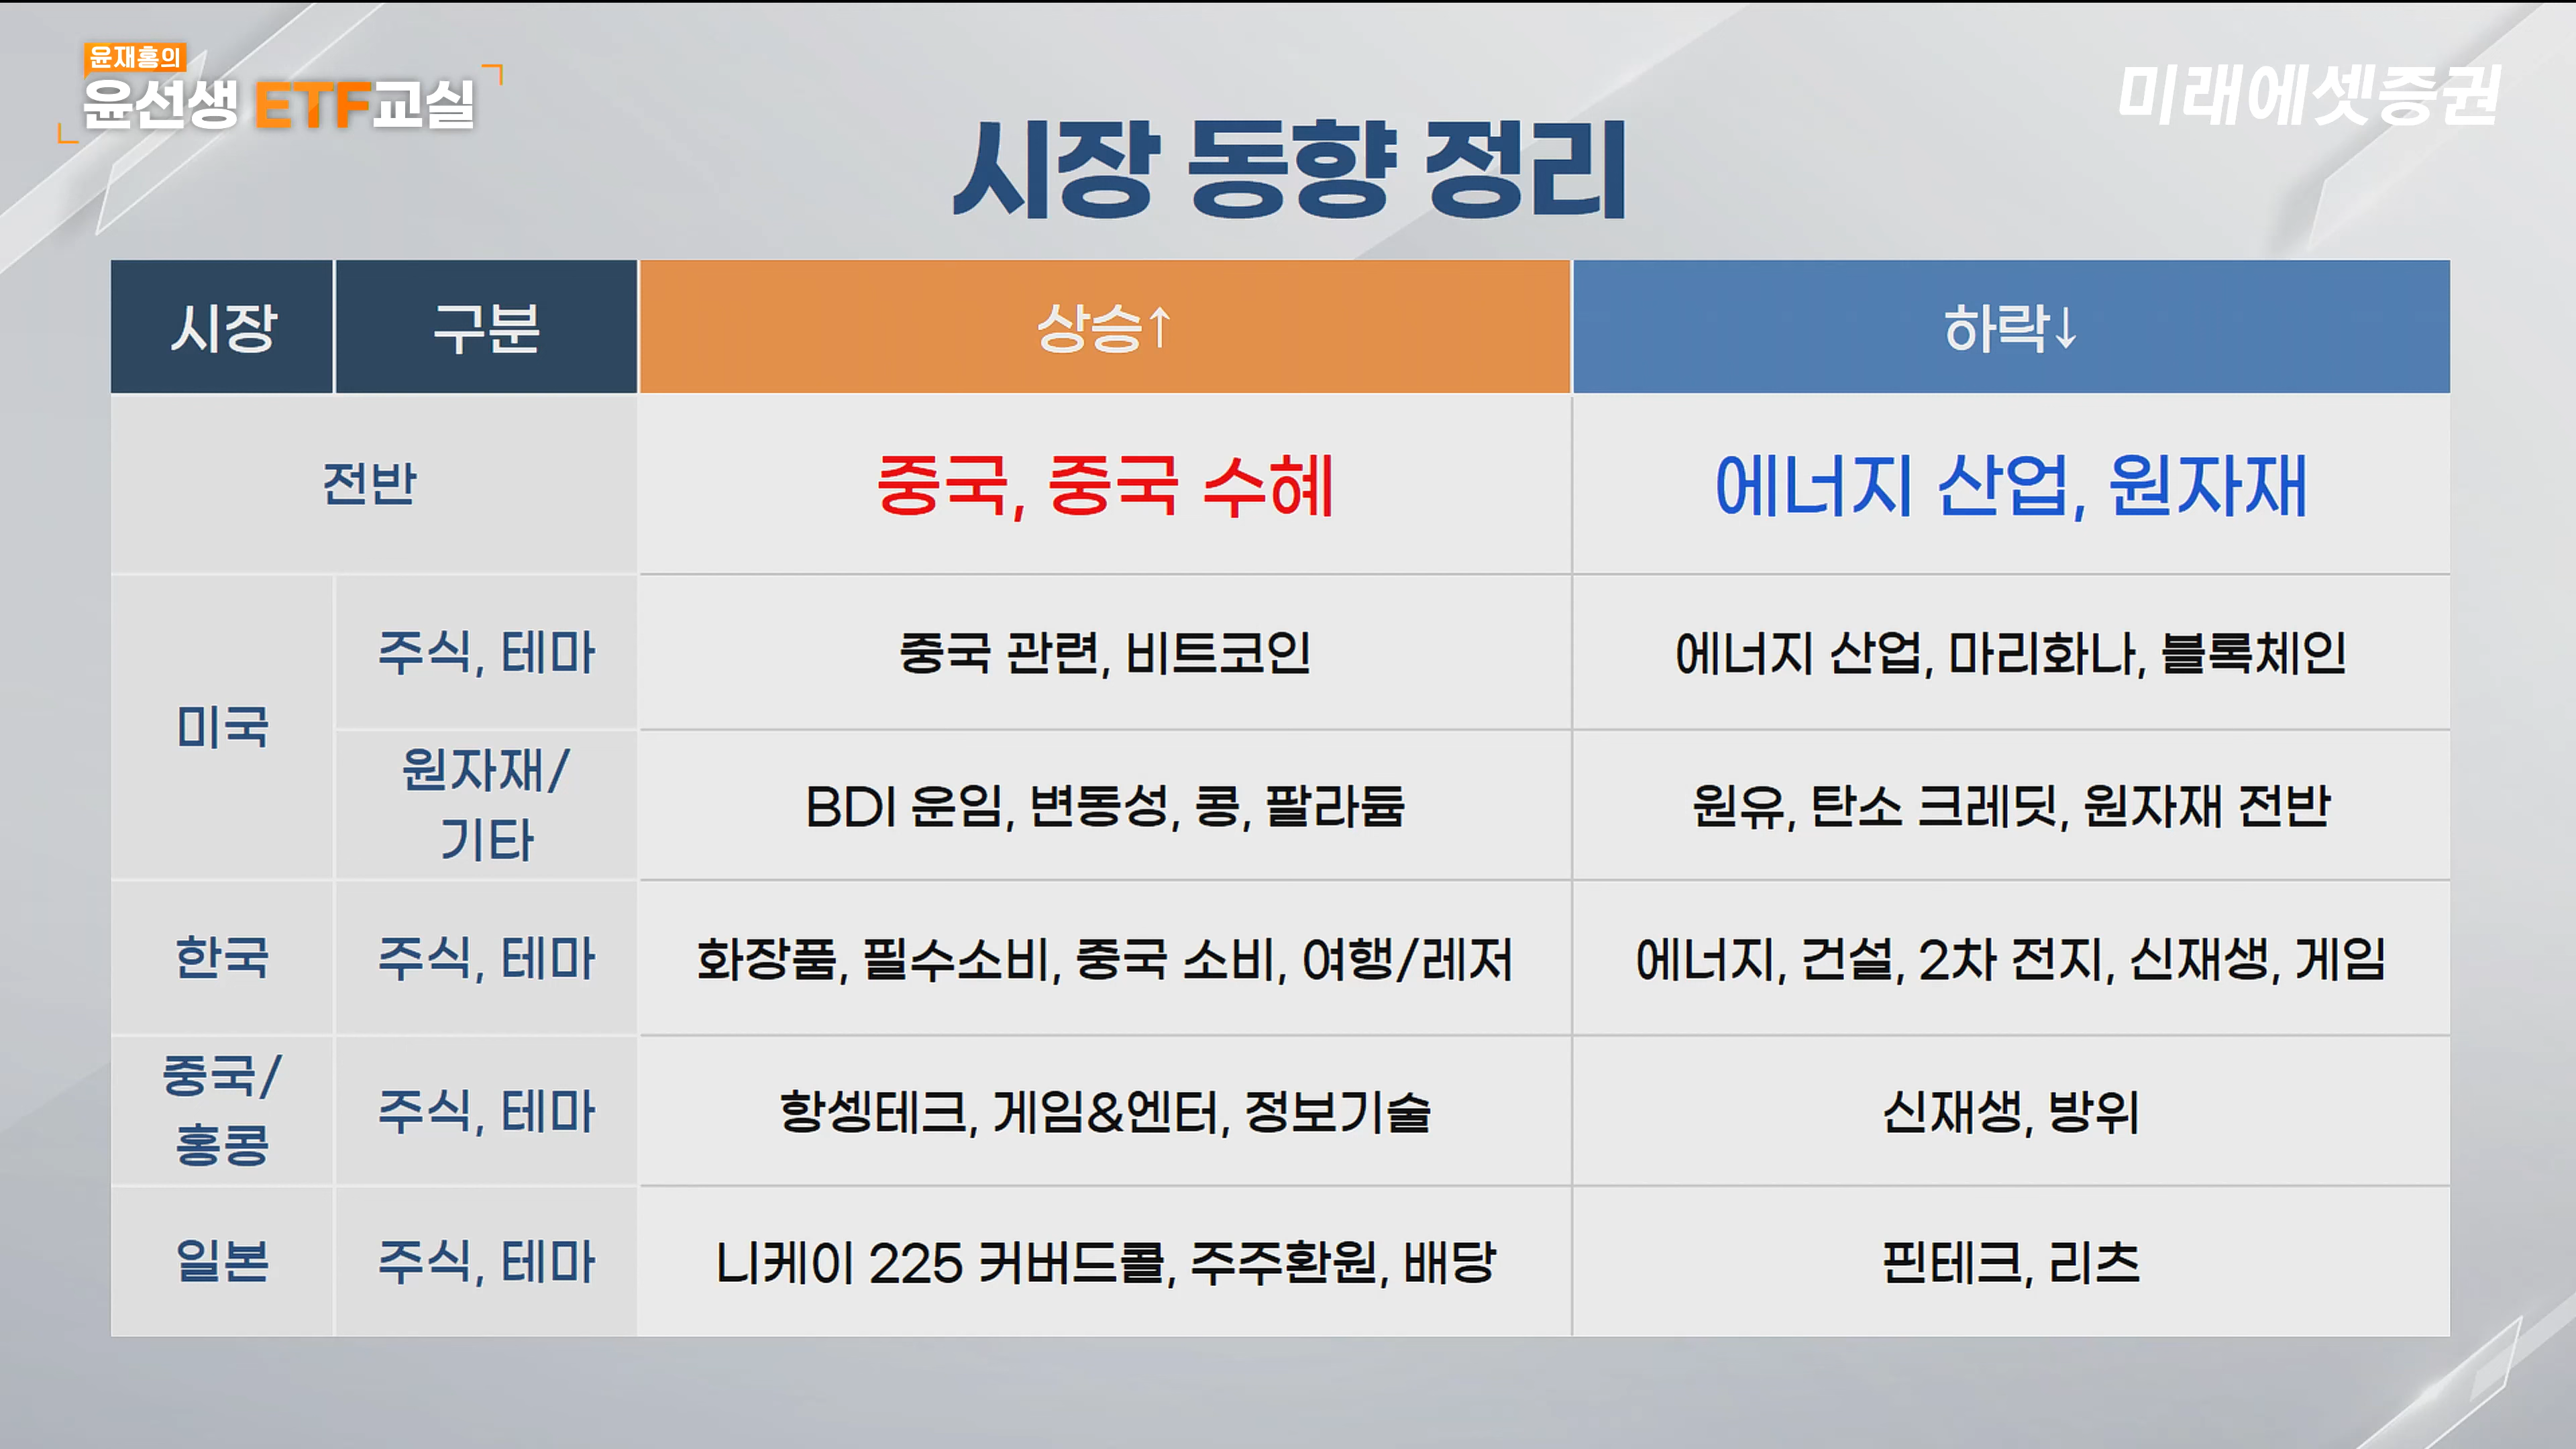 윤재홍의
윤선생 ETF교실
미래에셋증권
시장 동향 정리
시장 구분 상승↑ 하락↓
전반 중국, 중국 수혜 에너지 산업, 원자재
미국
주식, 테마 중국 관련, 비트코인 에너지 산업, 마리화나, 블록체인
원자재/
기타
BDI 운임, 변동성, 콩, 팔라듐 원유, 탄소 크레딧, 원자재 전반
한국 주식, 테마 화장품, 필수소비, 중국 소비, 여행/레저 에너지, 건설, 2차 전지, 신재생, 게임
중국/
홍콩
주식, 테마 항셍테크, 게임&엔터, 정보기술 신재생, 방위
일본 주식, 테마 니케이 225 커버드콜, 주주환원, 배당 핀테크, 리츠